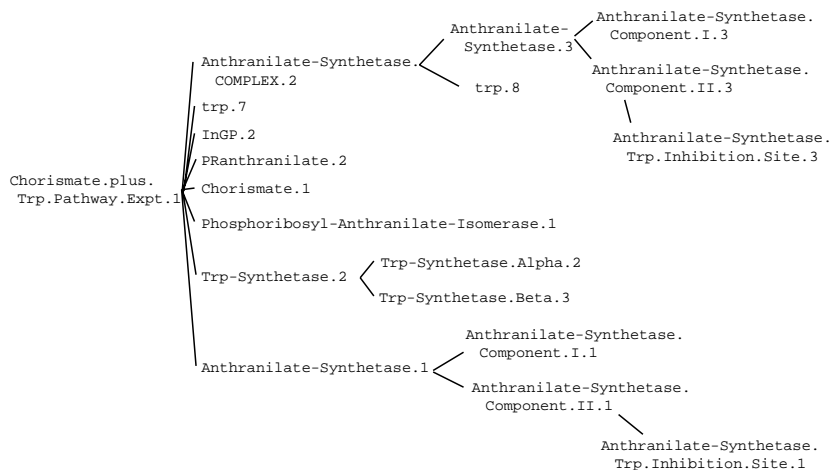 Chorismate.plus.
Trp.Pathway.Expt.1
Anthranilate-Synthetase.
COMPLEX.2
Anthranilate-
Synthetase.3
Anthranilate-Synthetase.
Component.I.3
Anthranilate-Synthetase.
Component.II.3
Anthranilate-Synthetase.
Trp.Inhibition.Site.3
trp.8
trp.7
InGP.2
PRanthranilate.2
Chorismate.1
Phosphoribosyl-Anthranilate-Isomerase.1
Trp-Synthetase.2
Trp-Synthetase.Alpha.2
Trp-Synthetase.Beta.3
Anthranilate-Synthetase.1
Anthranilate-Synthetase.
Component.I.1
Anthranilate-Synthetase.
Component.II.1
Anthranilate-Synthetase.
Trp.Inhibition.Site.1